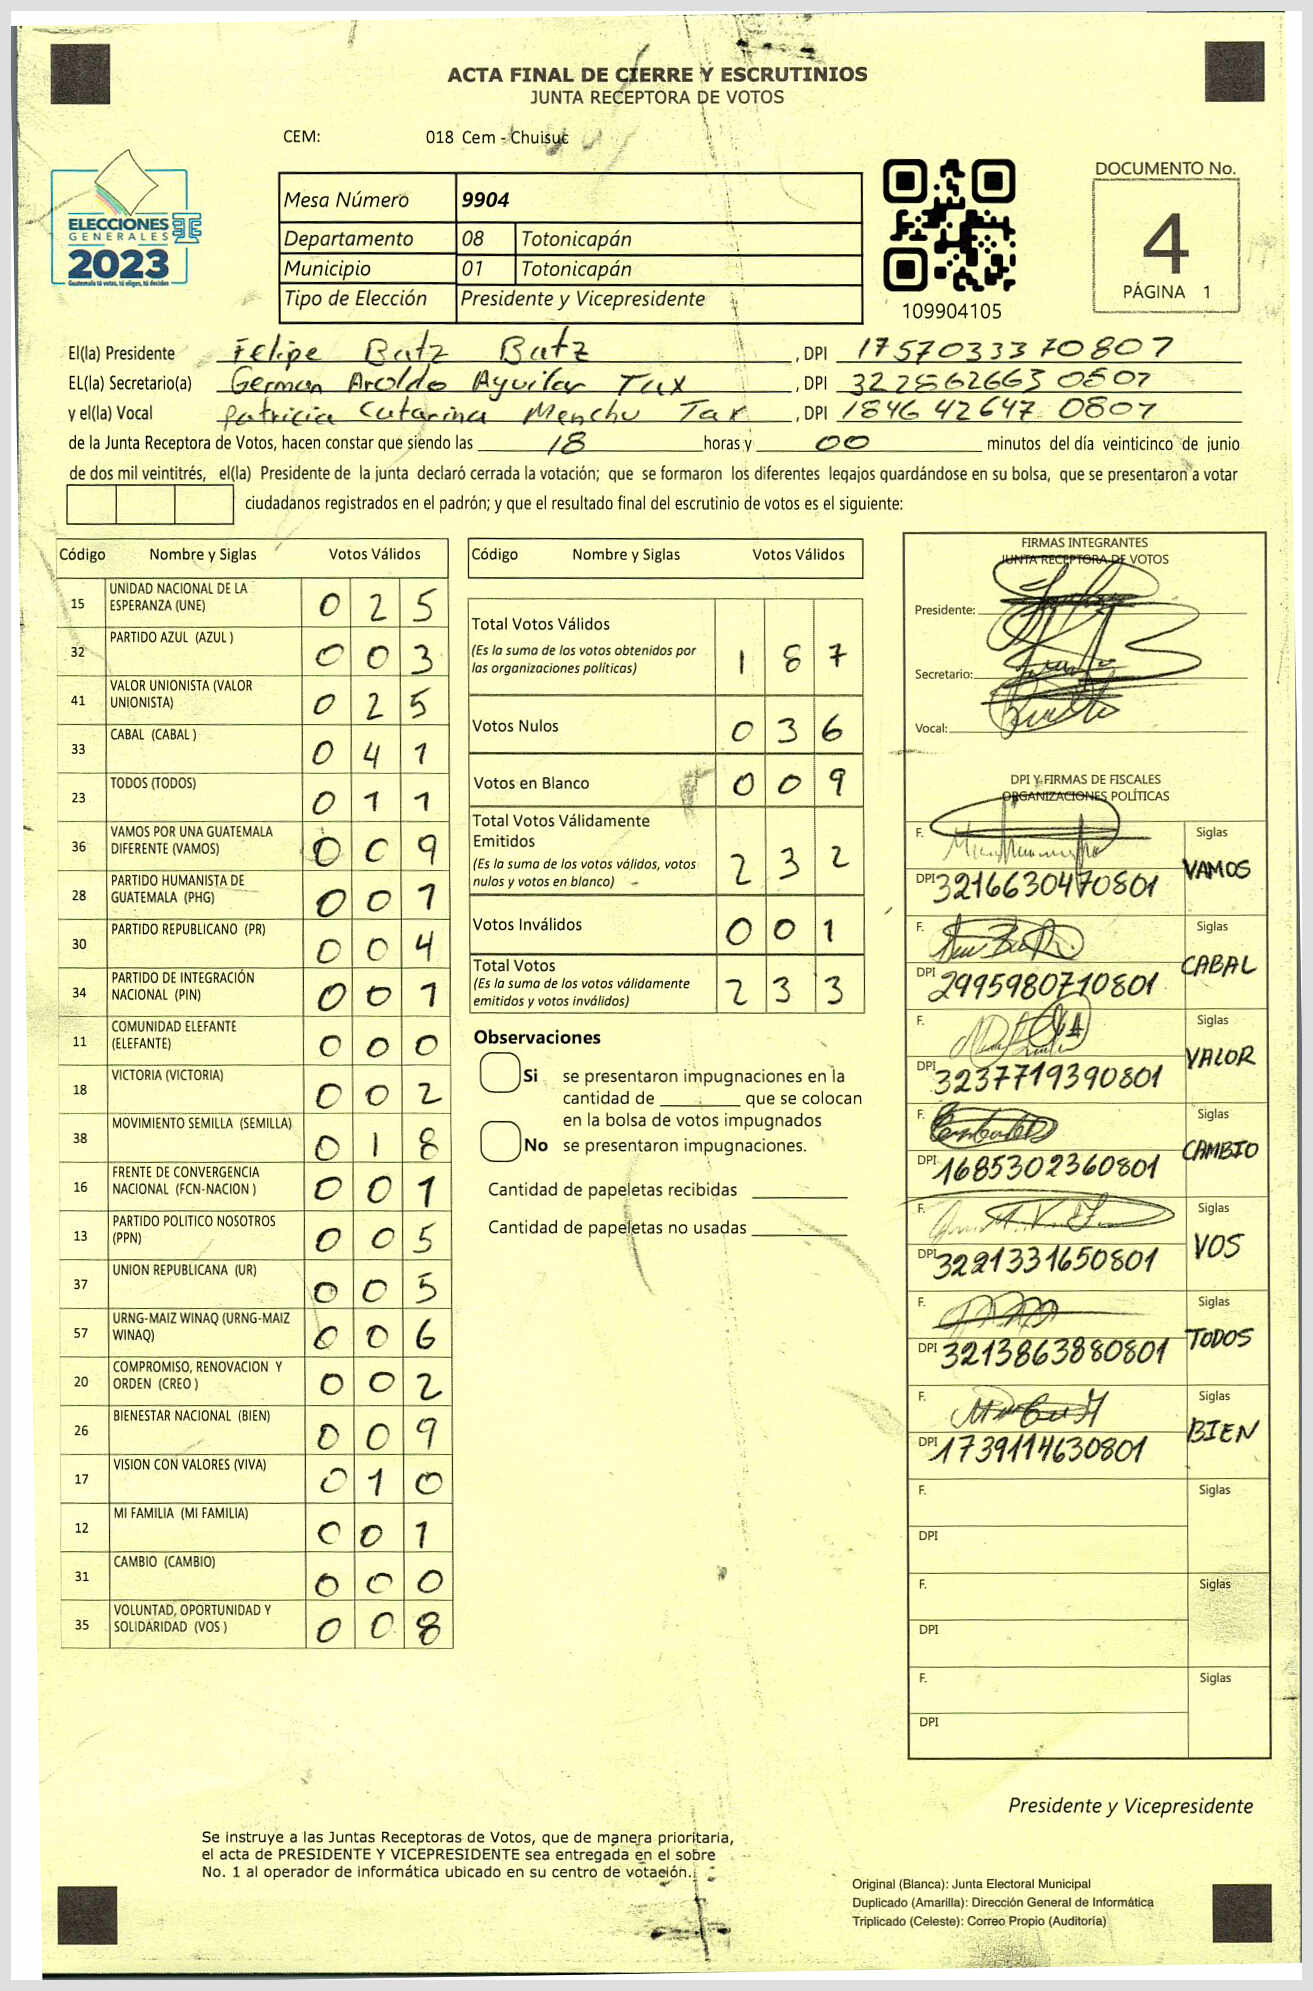 ACTA FINAL DE CIERRE Y ESCRUTINIOS
JUNTA RECEPTORA DE VOTOS
CEM: 018 Cem - Chuisuc
ELECCIONES
GENERALES
2023
Guatemala tú votas, tú eliges, tú decides
Mesa Número 9904
Departamento 08 Totonicapán
Municipio 01 Totonicapán
Tipo de Elección Presidente y Vicepresidente
109904105
DOCUMENTO No.
4
PÁGINA 1
El(la) Presidente Felipe Batz Batz, DPI 1757033370807
EL(la) Secretario(a) German Aroldo Aguilar Tax, DPI 3228626630801
y el(la) Vocal Patricia Catarina Menchu Tax, DPI 1846426470801
de la Junta Receptora de Votos, hacen constar que siendo las 18 horas y 00 minutos del día veinticinco de junio
de dos mil veintitrés, el(la) Presidente de la junta declaró cerrada la votación; que se formaron los diferentes legajos quardándose en su bolsa, que se presentaron a votar
ciudadanos registrados en el padrón; y que el resultado final del escrutinio de votos es el siguiente:
Código Nombre y Siglas Votos Válidos
15 UNIDAD NACIONAL DE LA ESPERANZA (UNE) 0 2 5
32 PARTIDO AZUL (AZUL ) 0 0 3
41 VALOR UNIONISTA (VALOR UNIONISTA) 0 2 5
33 CABAL (CABAL ) 0 4 1
23 TODOS (TODOS) 0 1 1
36 VAMOS POR UNA GUATEMALA DIFERENTE (VAMOS) 0 0 9
28 PARTIDO HUMANISTA DE GUATEMALA (PHG) 0 0 1
30 PARTIDO REPUBLICANO (PR) 0 0 4
34 PARTIDO DE INTEGRACIÓN NACIONAL (PIN) 0 0 1
11 COMUNIDAD ELEFANTE (ELEFANTE) 0 0 0
18 VICTORIA (VICTORIA) 0 0 2
38 MOVIMIENTO SEMILLA (SEMILLA) 0 1 8
16 FRENTE DE CONVERGENCIA NACIONAL (FCN-NACION ) 0 0 1
13 PARTIDO POLITICO NOSOTROS (PPN) 0 0 5
37 UNION REPUBLICANA (UR) 0 0 5
57 URNG-MAIZ WINAQ (URNG-MAIZ WINAQ) 0 0 6
20 COMPROMISO, RENOVACION Y ORDEN (CREO ) 0 0 2
26 BIENESTAR NACIONAL (BIEN) 0 0 9
17 VISION CON VALORES (VIVA) 0 1 0
12 MI FAMILIA (MI FAMILIA) 0 0 1
31 CAMBIO (CAMBIO) 0 0 0
35 VOLUNTAD, OPORTUNIDAD Y SOLIDARIDAD (VOS ) 0 0 8
Código Nombre y Siglas Votos Válidos
Total Votos Válidos 1 8 7
(Es la suma de los votos obtenidos por
las organizaciones políticas)
Votos Nulos 0 3 6
Votos en Blanco 0 0 9
Total Votos Válidamente
Emitidos 2 3 2
(Es la suma de los votos válidos, votos
nulos y votos en blanco)
Votos Inválidos 0 0 1
Total Votos 2 3 3
(Es la suma de los votos válidamente
emitidos y votos inválidos)
Observaciones
Si se presentaron impugnaciones en la
cantidad de ________ que se colocan
en la bolsa de votos impugnados
No se presentaron impugnaciones.
Cantidad de papeletas recibidas
Cantidad de papeletas no usadas
FIRMAS INTEGRANTES
JUNTA RECEPTORA DE VOTOS
Presidente:
Secretario:
Vocal:
DPI Y FIRMAS DE FISCALES
ORGANIZACIONES POLÍTICAS
F. Siglas
DPI 3216630470801 VAMOS
F. Siglas
DPI 2995980710801 CABAL
F. Siglas
DPI 3237719390801 VALOR
F. Siglas
DPI 1685302360801 CAMBIO
F. Siglas
DPI 3221331650801 VOS
F. Siglas
DPI 3213863880801 TODOS
F. Siglas
DPI 1739114630801 BIEN
F. Siglas
DPI
F. Siglas
DPI
F. Siglas
DPI
Presidente y Vicepresidente
Se instruye a las Juntas Receptoras de Votos, que de manera prioritaria,
el acta de PRESIDENTE Y VICEPRESIDENTE sea entregada en el sobre
No. 1 al operador de informática ubicado en su centro de votación.
Original (Blanca): Junta Electoral Municipal
Duplicado (Amarilla): Dirección General de Informática
Triplicado (Celeste): Correo Propio (Auditoría)